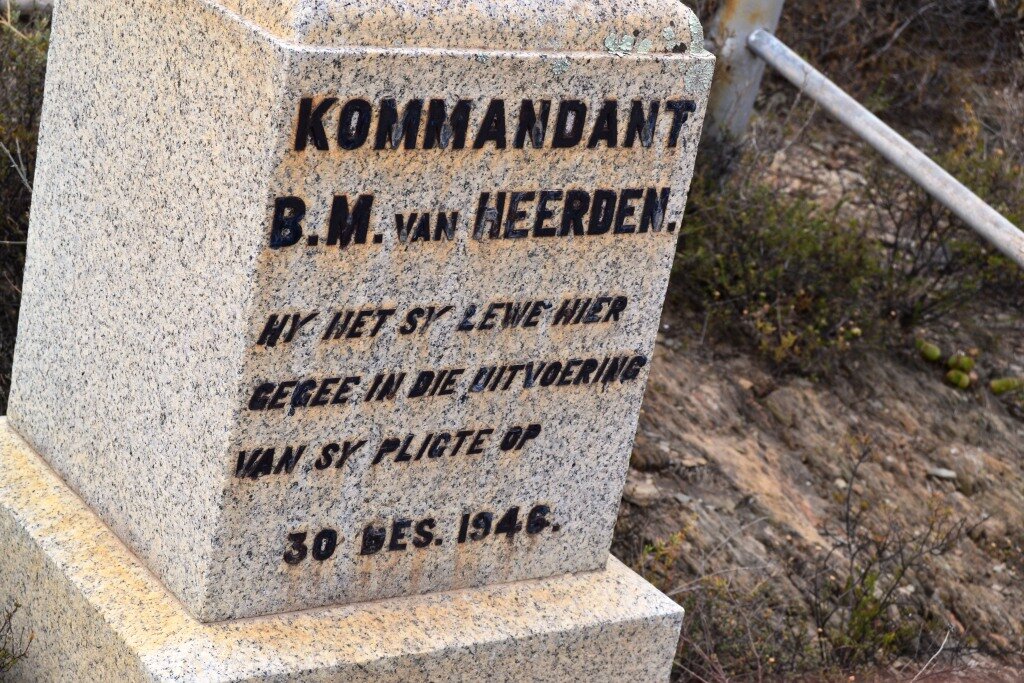 KOMMANDANT
B.M. VAN HEERDEN.
HY HET SY LEWE HIER
GEGEE IN DIE UITVOERING
VAN SY PLIGTE OP
30 DES. 1946.